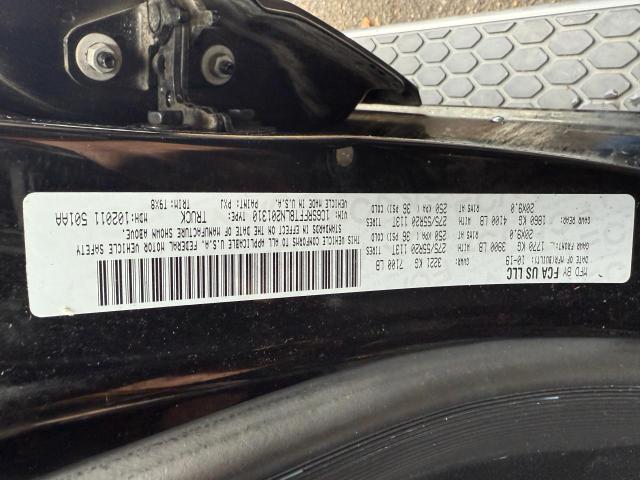 MFD BY FCA US LLC
DATE OF MFR(BUILT): 10-19 GVWR: 3221 KG 7100 LB
GAWR FRONT: 1770 KG 3900 LB WITH 275/55R20 113T TIRES
20X9.0 RIMS AT 250 KPA( 36 PSI) COLD
GAWR REAR: 1860 KG 4100 LB WITH 275/55R20 113T TIRES
20X9.0 RIMS AT 250 KPA( 36 PSI) COLD
THIS VEHICLE CONFORMS TO ALL APPLICABLE U.S.A. FEDERAL MOTOR VEHICLE SAFETY
STANDARDS IN EFFECT ON THE DATE OF MANUFACTURE SHOWN ABOVE.
VIN: 1C6SRFFT8LN201310 TYPE: TRUCK MDH:102011 501AA
VEHICLE MADE IN U.S.A. PAINT: PXJ TRIM: T9X8